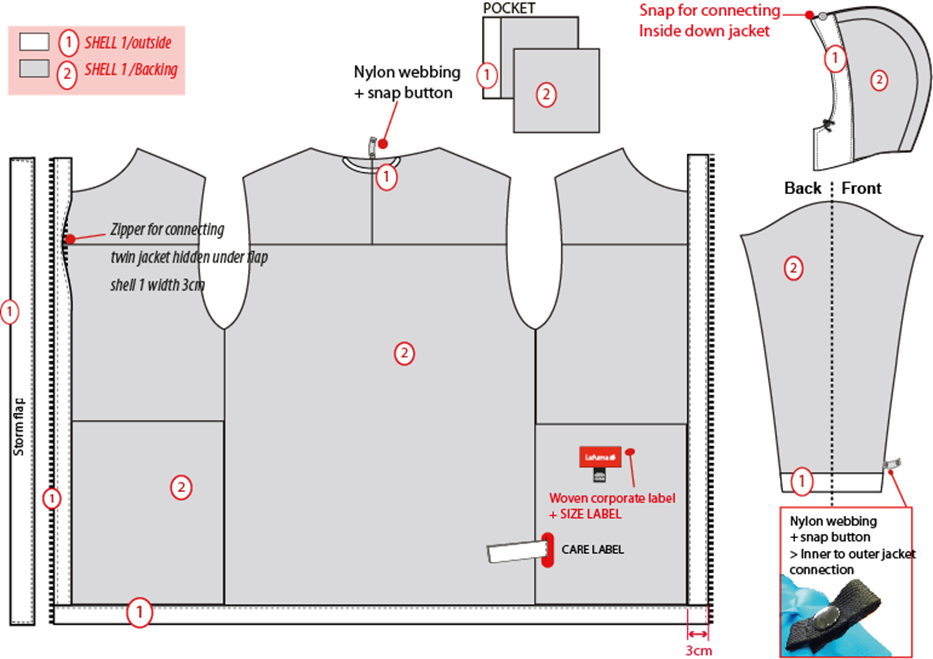 POCKET
1 SHELL 1/outside
2 SHELL 1/Backing
1
2
Nylon webbing
+ snap button
1
Snap for connecting
Inside down jacket
1
2
Zipper for connecting
twin jacket hidden under flap
shell 1 width 3cm
1
Storm flap
1
2
2
Lafuma
Woven corporate label
+ SIZE LABEL
CARE LABEL
1
3cm
Back
Front
2
1
Nylon webbing
+ snap button
> Inner to outer jacket
connection